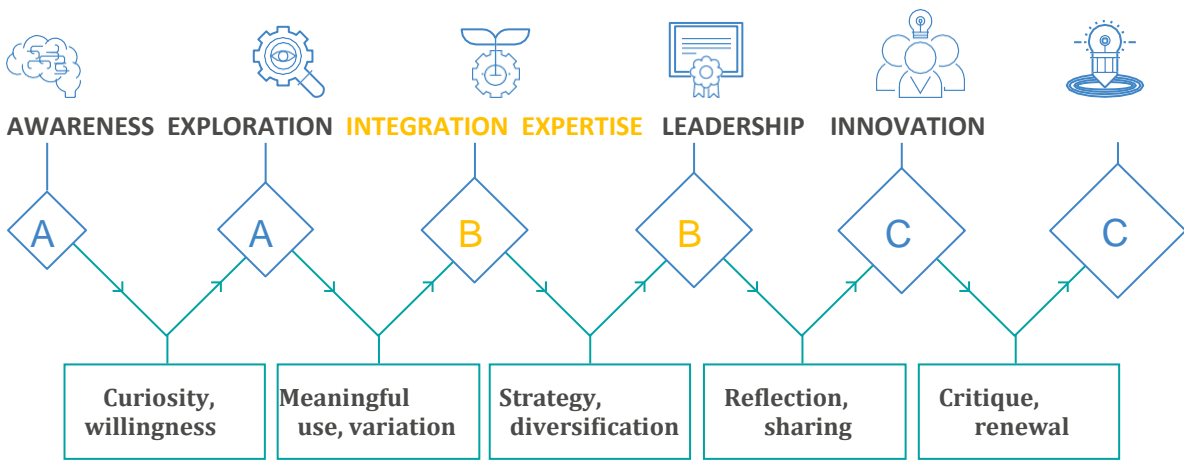 AWARENESS EXPLORATION INTEGRATION EXPERTISE LEADERSHIP INNOVATION
A A B B C C
Curiosity,
willingness
Meaningful
use, variation
Strategy,
diversification
Reflection,
sharing
Critique,
renewal